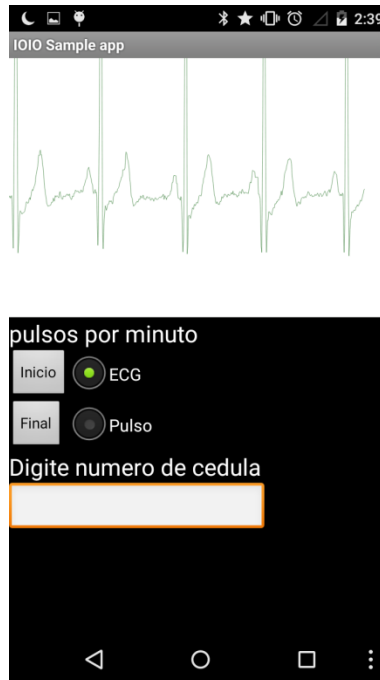 2:39
IOIO Sample app
pulsos por minuto
Inicio
ECG
Final
Pulso
Digite numero de cedula